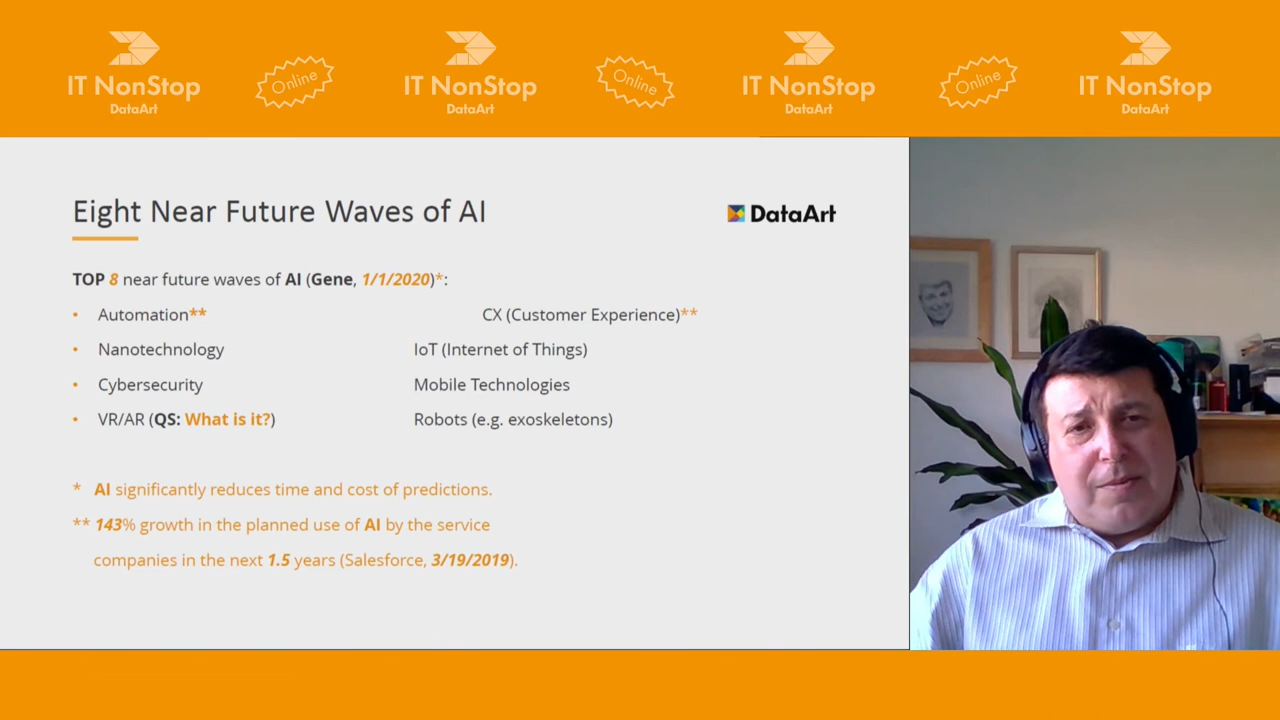 IT NonStop
DataArt
Online
IT NonStop
DataArt
Online
IT NonStop
DataArt
Online
IT NonStop
DataArt
Eight Near Future Waves of AI
DataArt
TOP 8 near future waves of AI (Gene, 1/1/2020)*:
• Automation** CX (Customer Experience)**
• Nanotechnology IoT (Internet of Things)
• Cybersecurity Mobile Technologies
• VR/AR (QS: What is it?) Robots (e.g. exoskeletons)
* AI significantly reduces time and cost of predictions.
** 143% growth in the planned use of AI by the service
companies in the next 1.5 years (Salesforce, 3/19/2019).